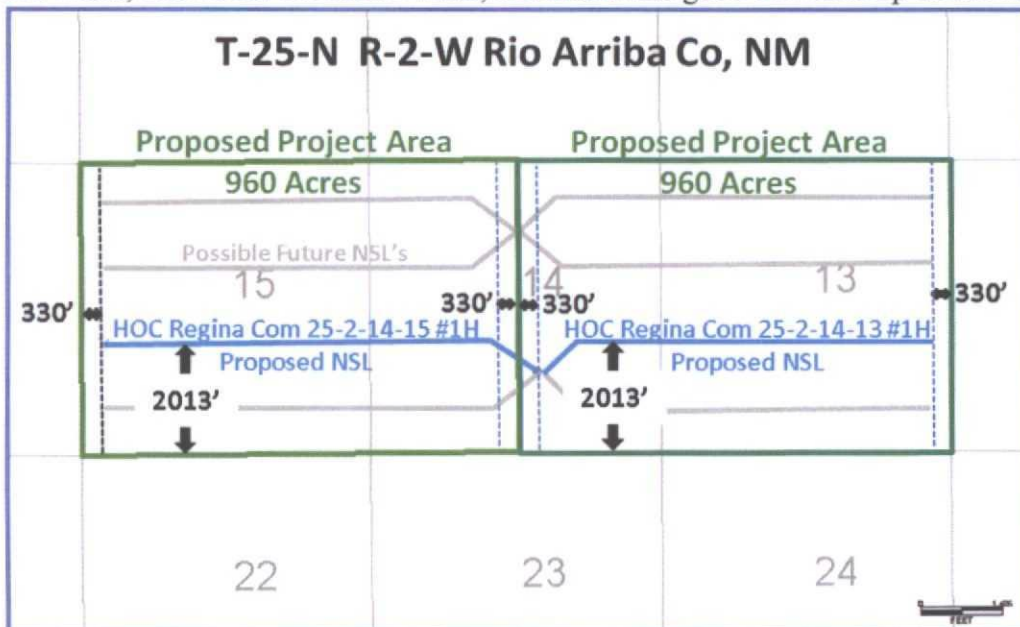 T-25-N R-2-W Rio Arriba Co, NM
Proposed Project Area
960 Acres
Proposed Project Area
960 Acres
Possible Future NSL's
15
14
13
330'
330'
330'
330'
HOC Regina Com 25-2-14-15 #1H
Proposed NSL
HOC Regina Com 25-2-14-13 #1H
Proposed NSL
2013'
2013'
22
23
24
0
FEET